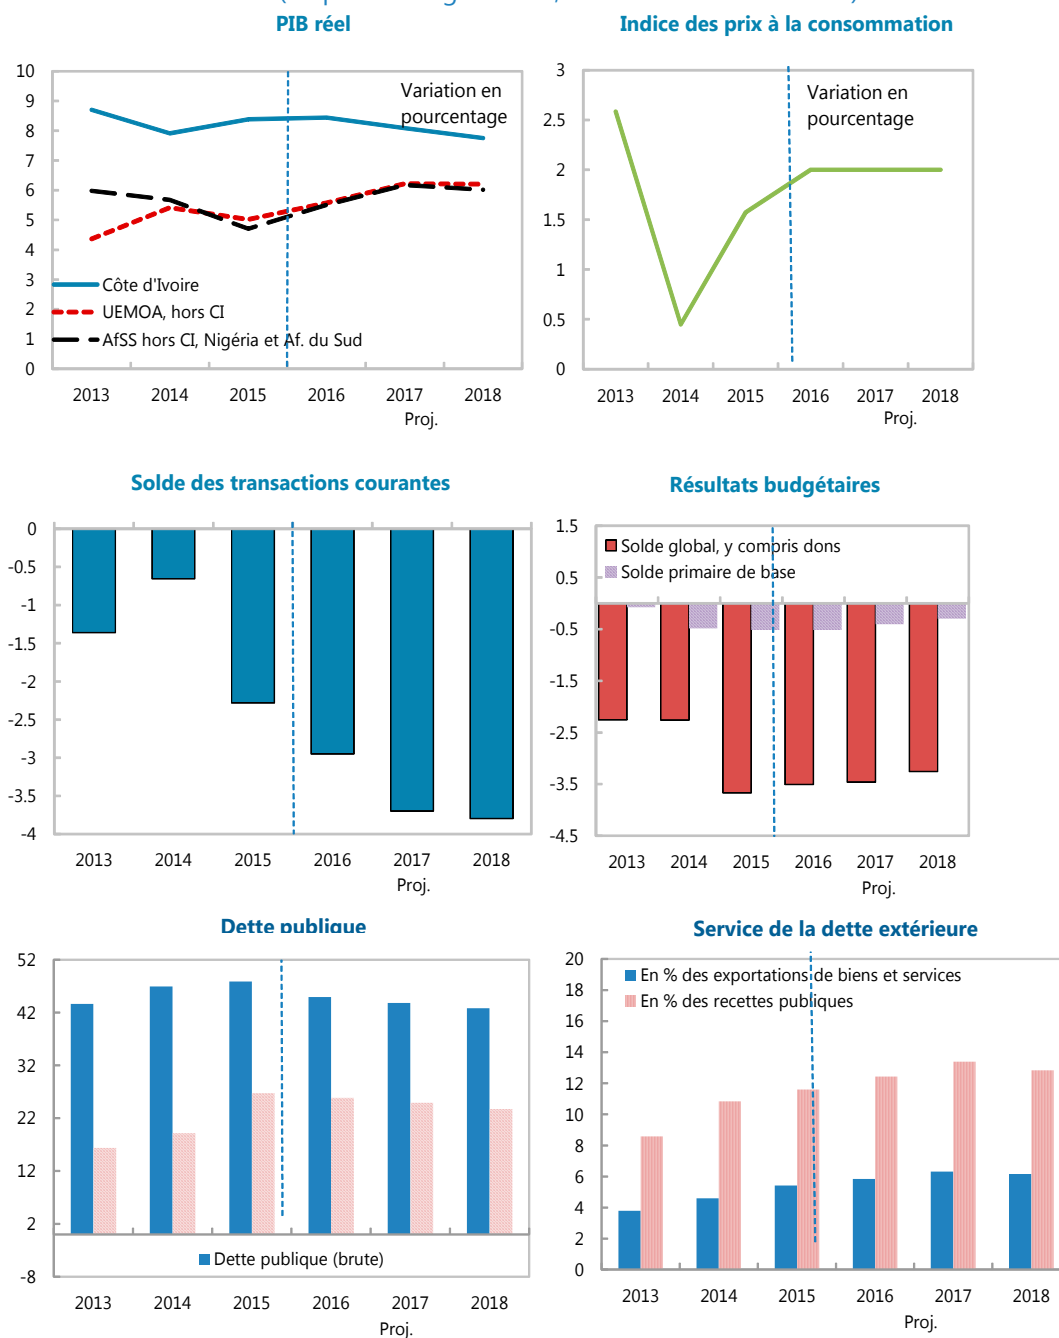 PIB réel
Indice des prix à la consommation
10
9
8
7
6
5
4
3
2
1
0
Variation en
pourcentage
Côte d'Ivoire
UEMOA, hors CI
AfSS hors CI, Nigéria et Af. du Sud
2013 2014 2015 2016 2017 2018
Proj.
3
2.5
2
1.5
1
0.5
0
Variation en
pourcentage
2013 2014 2015 2016 2017 2018
Proj.
Solde des transactions courantes
Résultats budgétaires
0
-0.5
-1
-1.5
-2
-2.5
-3
-3.5
-4
2013 2014 2015 2016 2017 2018
Proj.
1.5
0.5
-0.5
-1.5
-2.5
-3.5
-4.5
Solde global, y compris dons
Solde primaire de base
2013 2014 2015 2016 2017 2018
Proj.
Dette publique
Service de la dette extérieure
52
42
32
22
12
2
-8
Dette publique (brute)
2013 2014 2015 2016 2017 2018
Proj.
20
18
16
14
12
10
8
6
4
2
0
En % des exportations de biens et services
En % des recettes publiques
2013 2014 2015 2016 2017 2018
Proj.